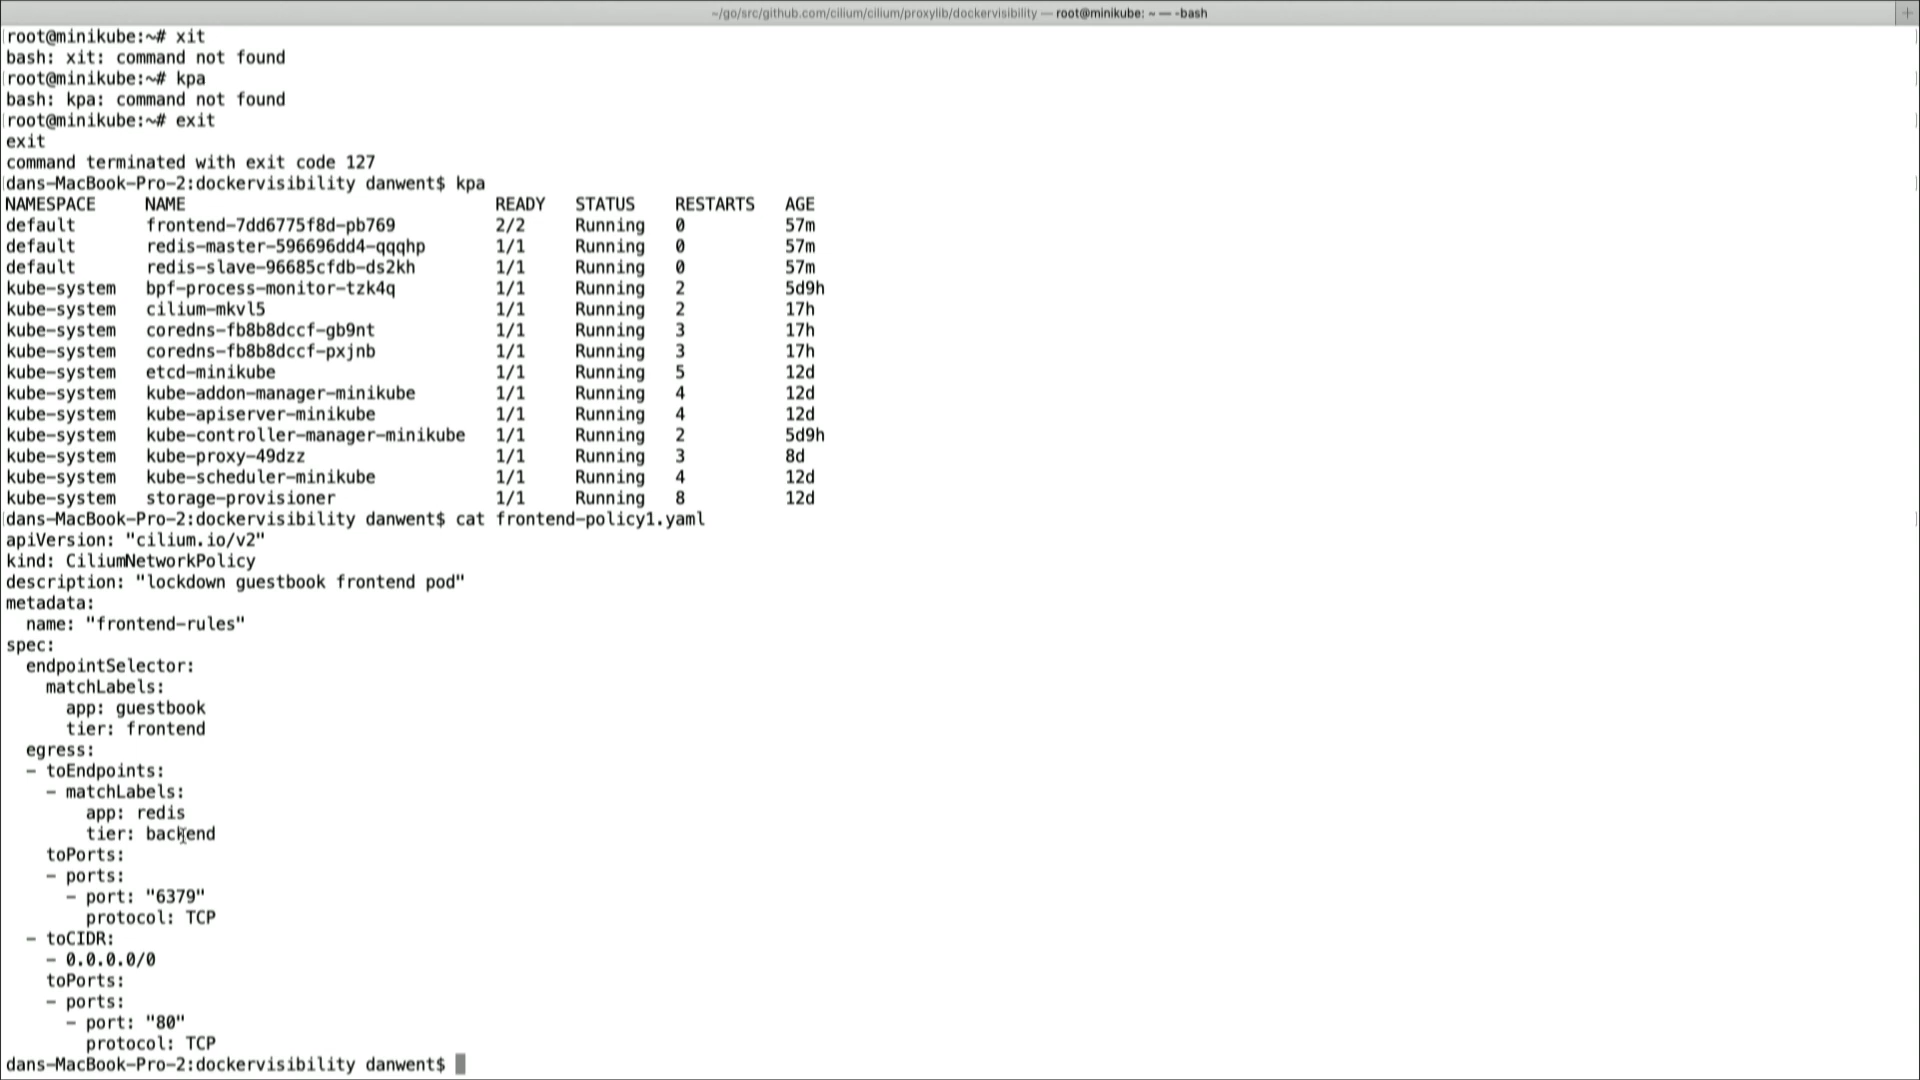 ~/go/src/github.com/cilium/cilium/proxylib/dockervisibility — root@minikube: ~ — -bash
root@minikube:~# xit
bash: xit: command not found
root@minikube:~# kpa
bash: kpa: command not found
root@minikube:~# exit
exit
command terminated with exit code 127
dans-MacBook-Pro-2:dockervisibility danwent$ kpa
NAMESPACE     NAME                               READY   STATUS    RESTARTS   AGE
default       frontend-7dd6775f8d-pb769          2/2     Running   0          57m
default       redis-master-596696dd4-qqqhp       1/1     Running   0          57m
default       redis-slave-96685cfdb-ds2kh        1/1     Running   0          57m
kube-system   bpf-process-monitor-tzk4q          1/1     Running   2          5d9h
kube-system   cilium-mkvl5                       1/1     Running   2          17h
kube-system   coredns-fb8b8dccf-gb9nt            1/1     Running   3          17h
kube-system   coredns-fb8b8dccf-pxjnb            1/1     Running   3          17h
kube-system   etcd-minikube                      1/1     Running   5          12d
kube-system   kube-addon-manager-minikube        1/1     Running   4          12d
kube-system   kube-apiserver-minikube            1/1     Running   4          12d
kube-system   kube-controller-manager-minikube   1/1     Running   2          5d9h
kube-system   kube-proxy-49dzz                   1/1     Running   3          8d
kube-system   kube-scheduler-minikube            1/1     Running   4          12d
kube-system   storage-provisioner                1/1     Running   8          12d
dans-MacBook-Pro-2:dockervisibility danwent$ cat frontend-policy1.yaml
apiVersion: "cilium.io/v2"
kind: CiliumNetworkPolicy
description: "lockdown guestbook frontend pod"
metadata:
  name: "frontend-rules"
spec:
  endpointSelector:
    matchLabels:
      app: guestbook
      tier: frontend
  egress:
  - toEndpoints:
    - matchLabels:
        app: redis
        tier: backend
    toPorts:
    - ports:
      - port: "6379"
        protocol: TCP
  - toCIDR:
    - 0.0.0.0/0
    toPorts:
    - ports:
      - port: "80"
        protocol: TCP
dans-MacBook-Pro-2:dockervisibility danwent$